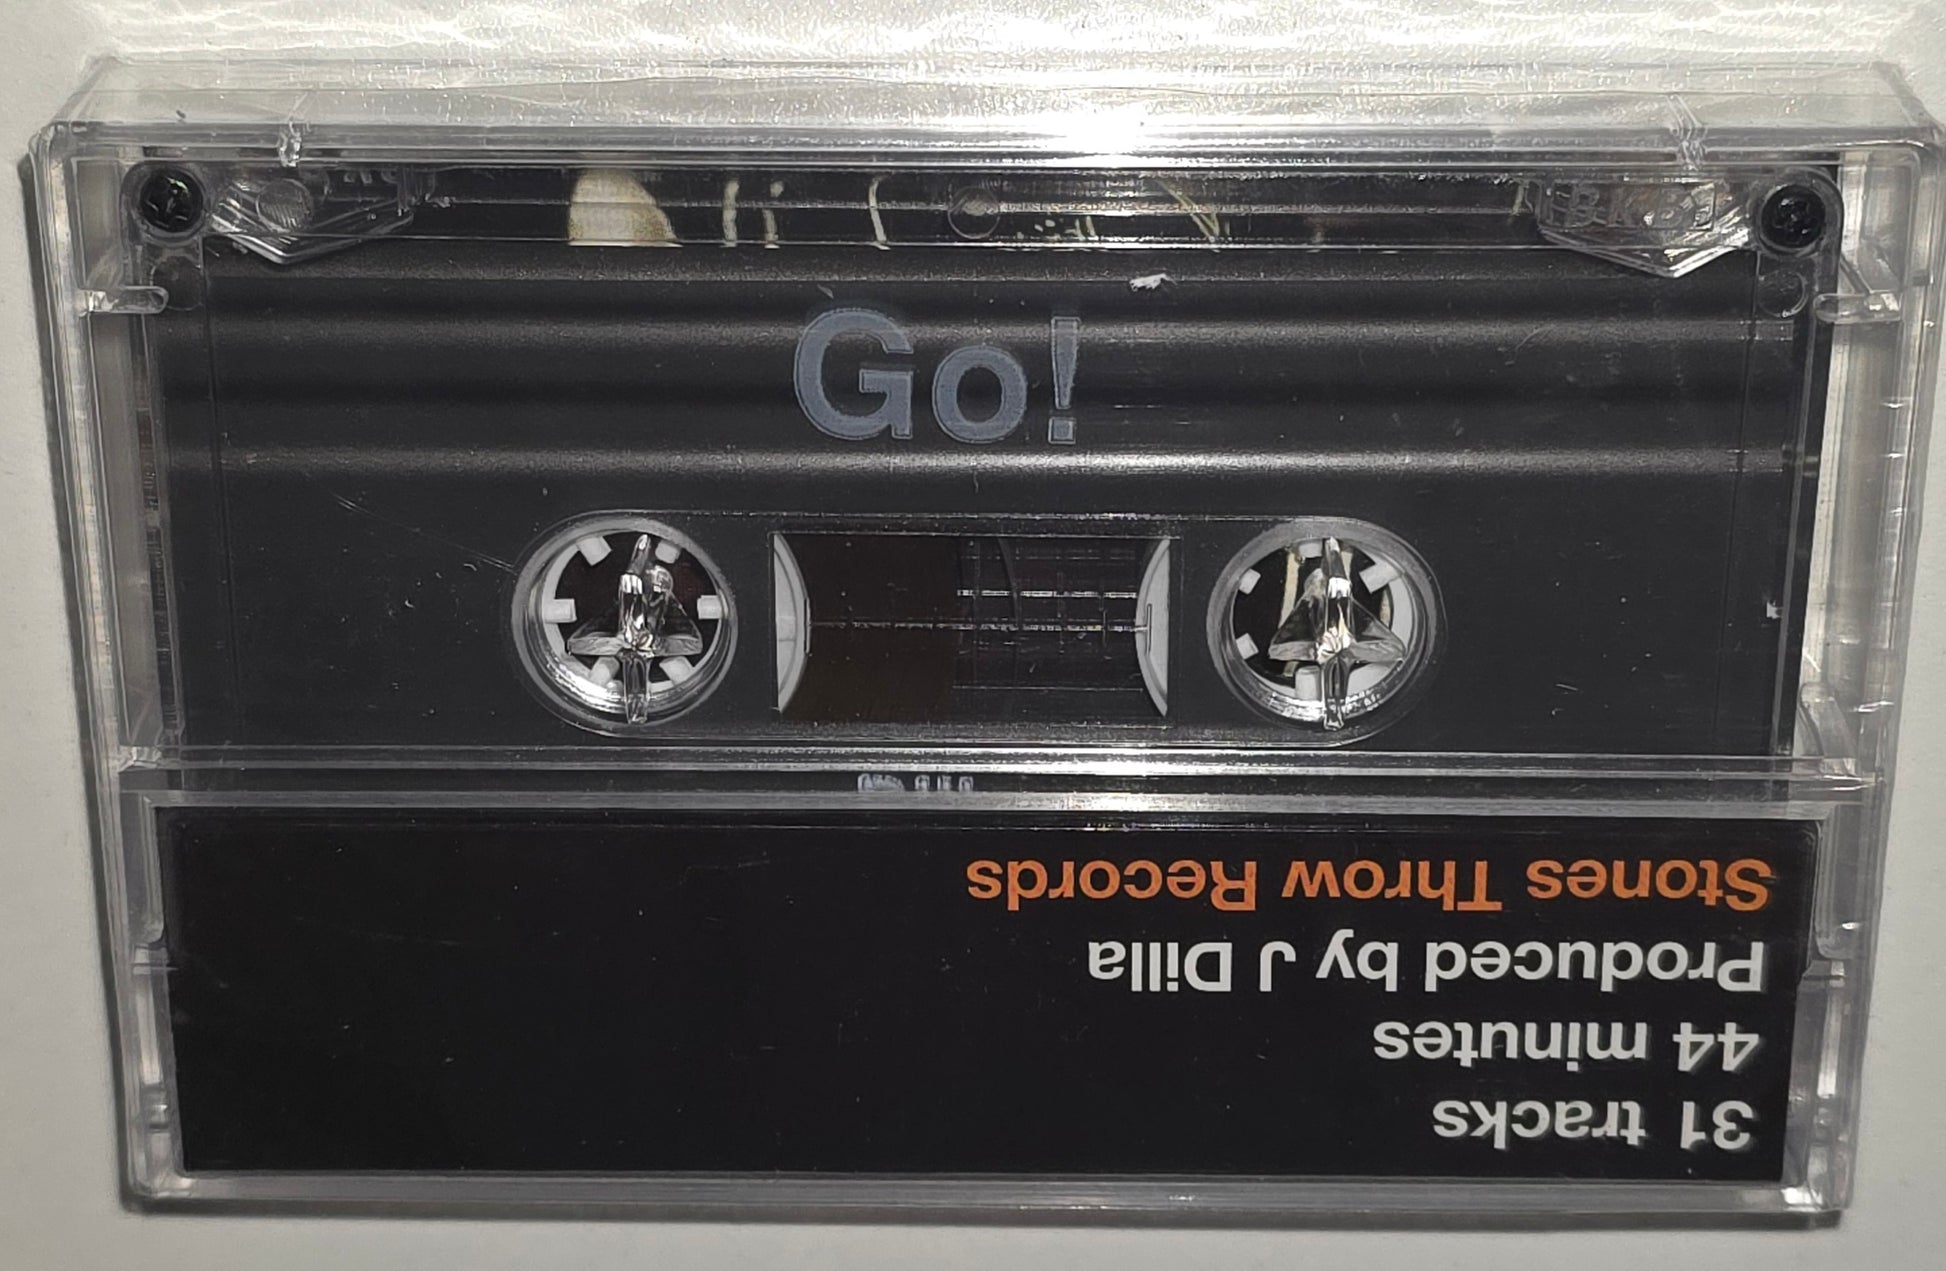 Go!
31 tracks
44 minutes
Produced by J Dilla
Stones Throw Records